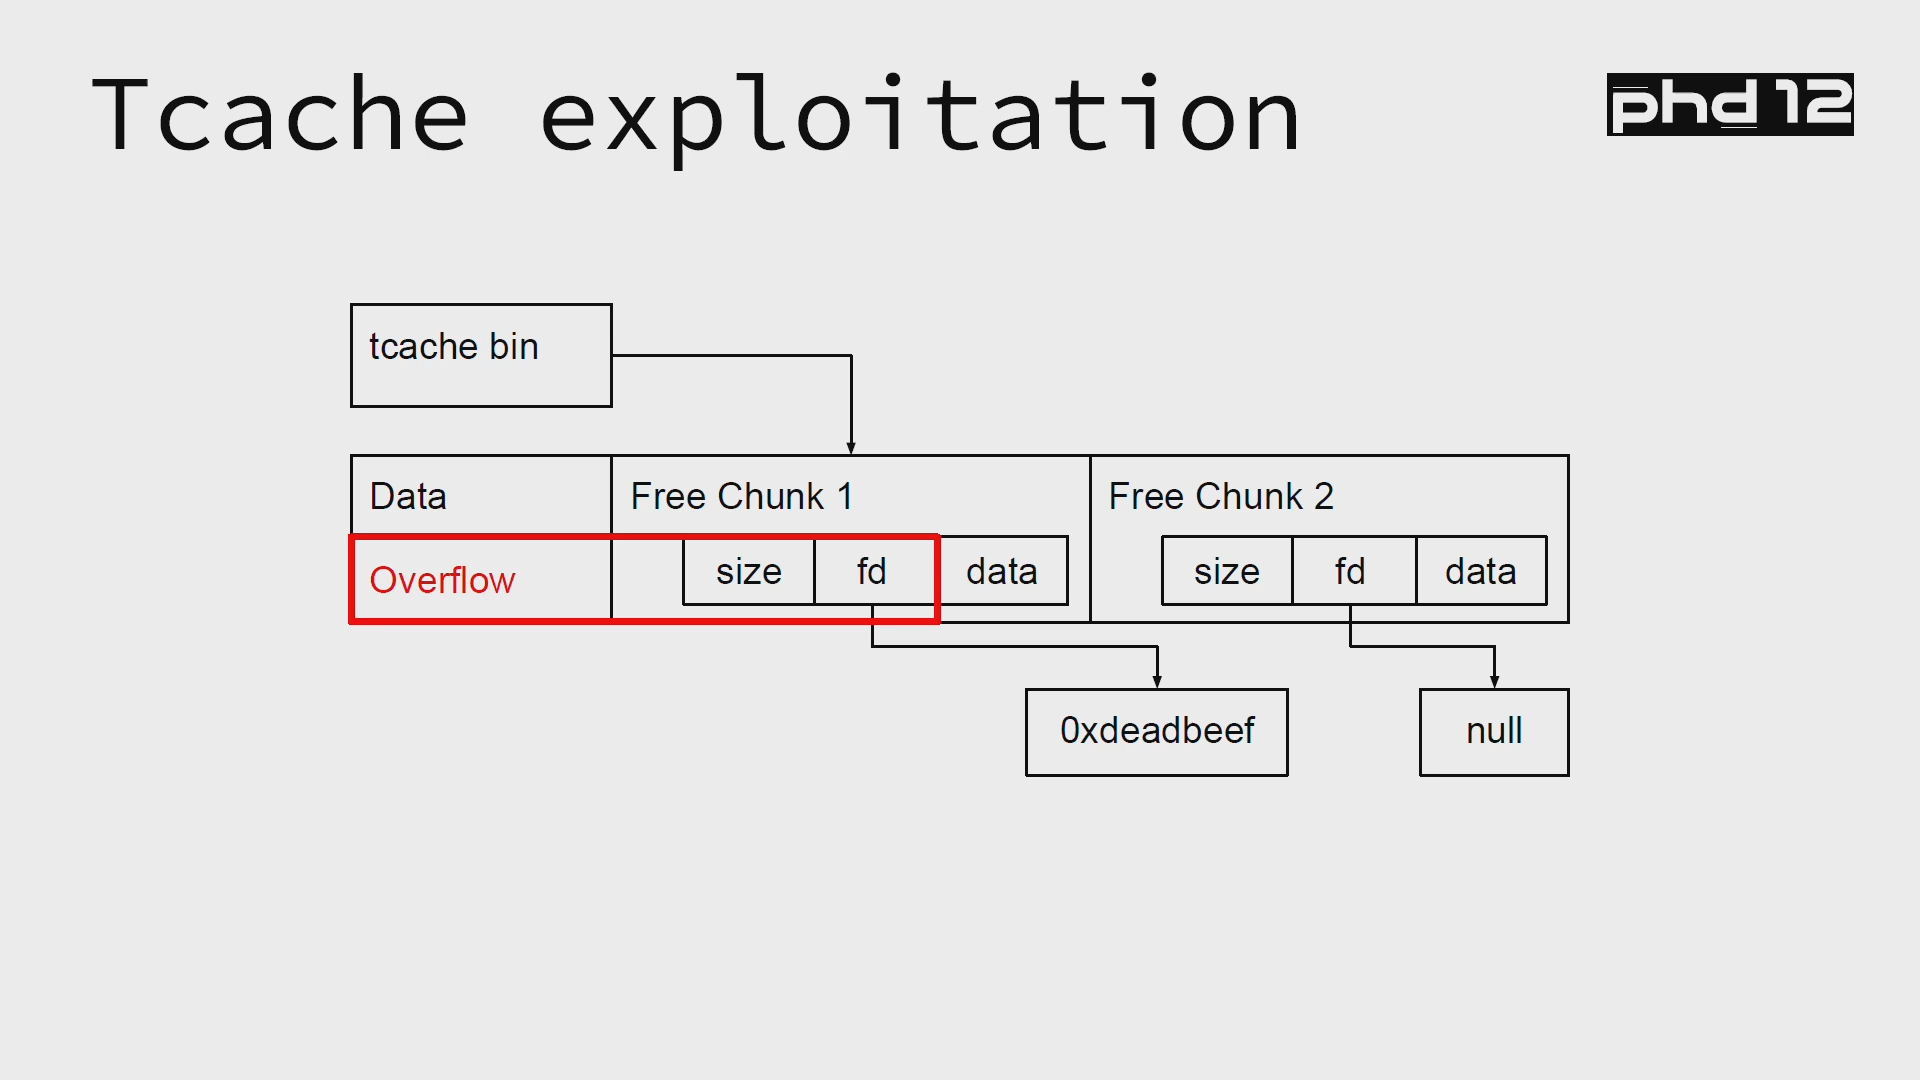 Tcache exploitation
phd 12
tcache bin
Data
Free Chunk 1
Free Chunk 2
Overflow
size
fd
data
size
fd
data
0xdeadbeef
null